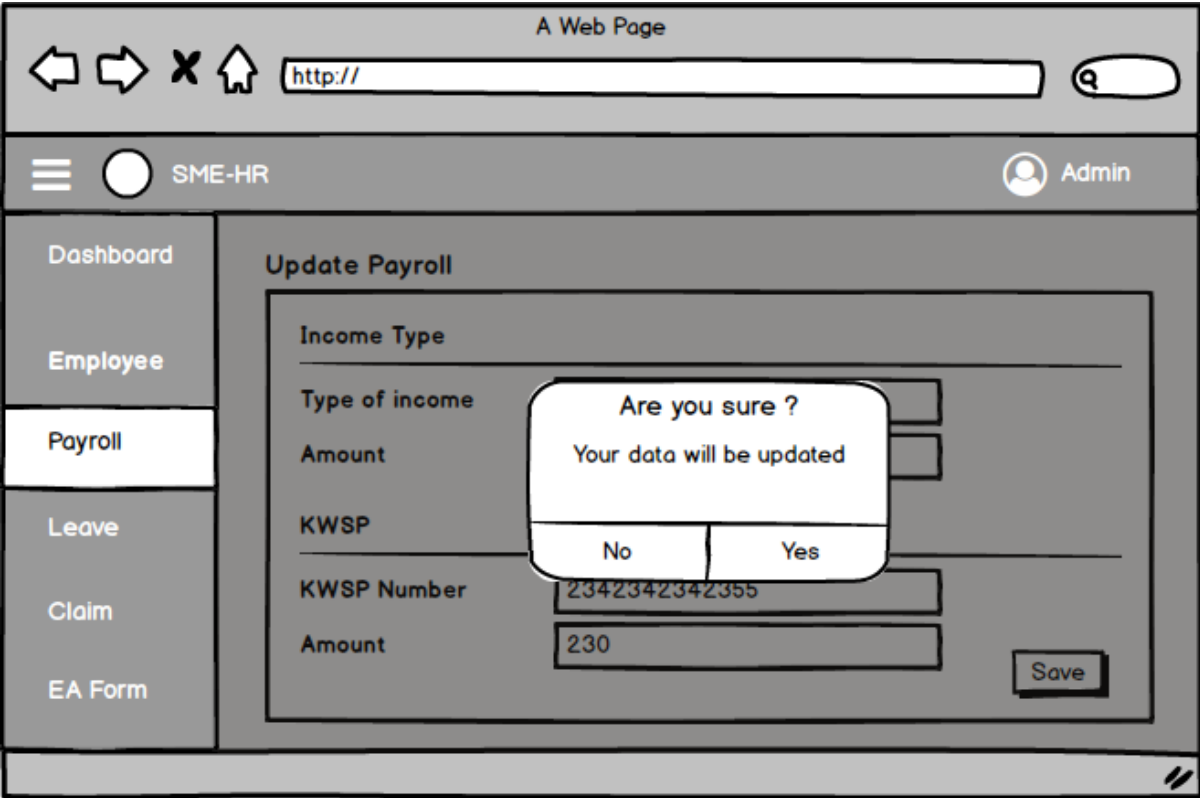 A Web Page
http://
SME-HR
Admin
Dashboard
Employee
Payroll
Leave
Claim
EA Form
Update Payroll
Income Type
Type of income
Amount
KWSP
KWSP Number
2342342342355
Amount
230
Save
Are you sure ?
Your data will be updated
No
Yes